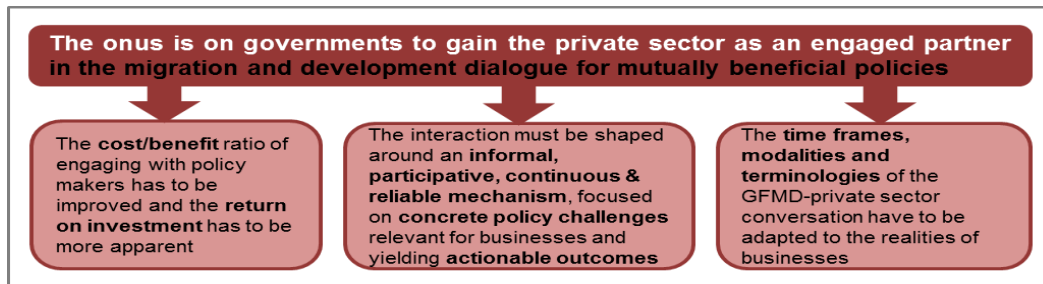 The onus is on governments to gain the private sector as an engaged partner
in the migration and development dialogue for mutually beneficial policies
The cost/benefit ratio of
engaging with policy
makers has to be
improved and the return
on investment has to be
more apparent
The interaction must be shaped
around an informal,
participative, continuous &
reliable mechanism, focused
on concrete policy challenges
relevant for businesses and
yielding actionable outcomes
The time frames,
modalities and
terminologies of the
GFMD-private sector
conversation have to be
adapted to the realities of
businesses